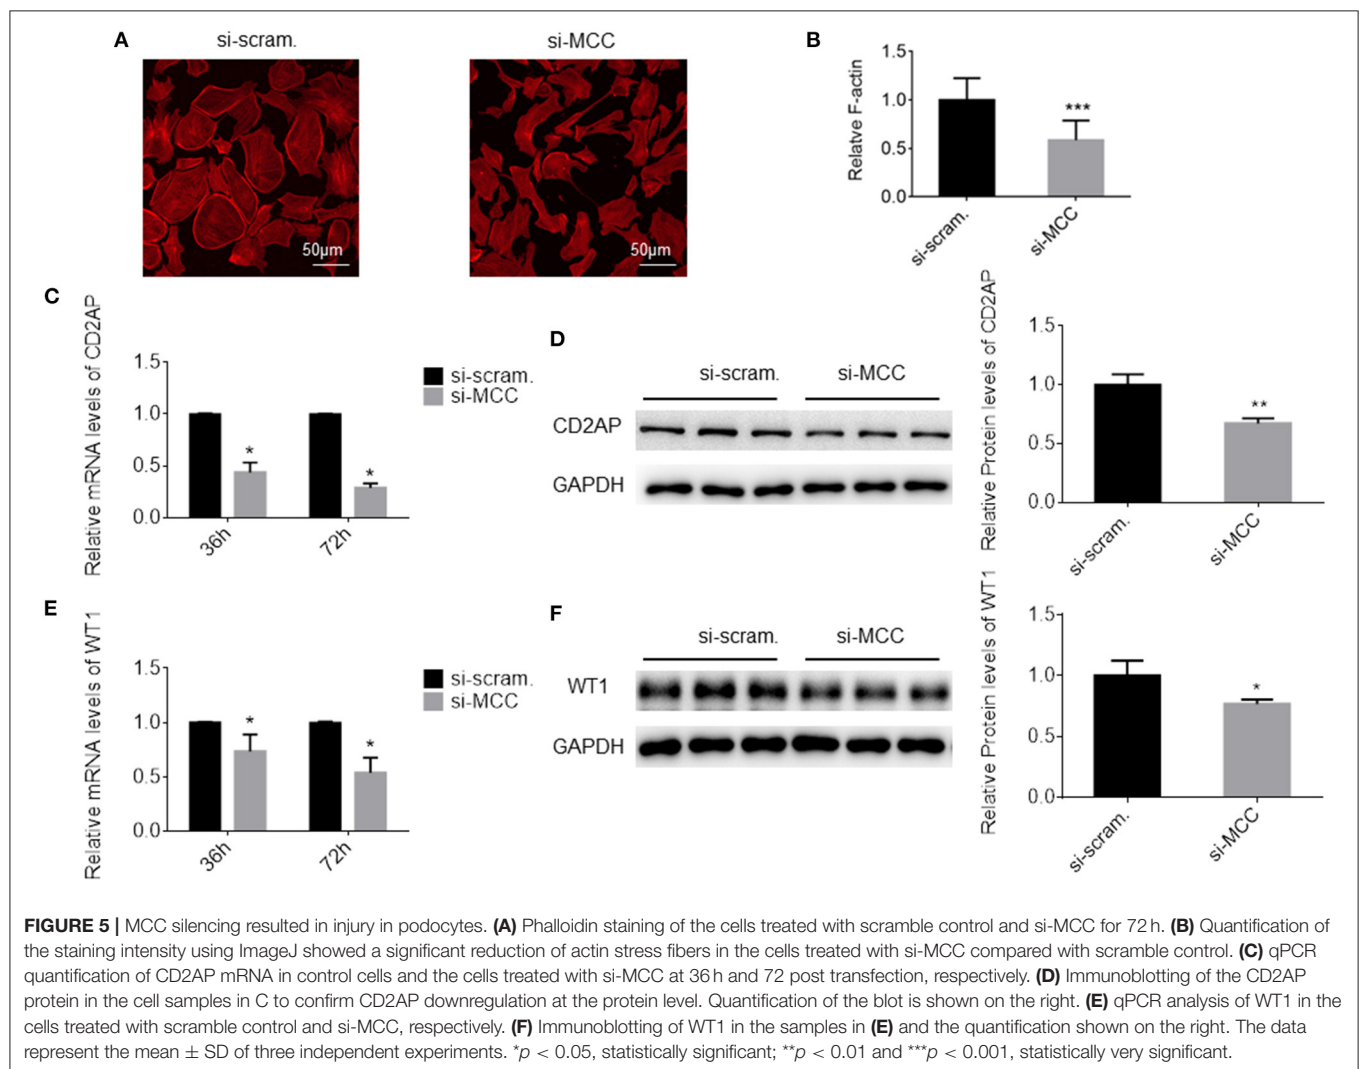 A
si-scram.
si-MCC
50µm
50µm
B
Relatve F-actin
1.5
1.0
0.5
0.0
***
si-scram.
si-MCC
C
Relative mRNA levels of CD2AP
1.5
1.0
0.5
0.0
*
*
36h
72h
si-scram.
si-MCC
D
si-scram.
si-MCC
CD2AP
GAPDH
Relative Protein levels of CD2AP
1.5
1.0
0.5
0.0
**
si-scram.
si-MCC
E
Relative mRNA levels of WT1
1.5
1.0
0.5
0.0
*
*
36h
72h
si-scram.
si-MCC
F
si-scram.
si-MCC
WT1
GAPDH
Relative Protein levels of WT1
1.5
1.0
0.5
0.0
*
si-scram.
si-MCC
FIGURE 5 | MCC silencing resulted in injury in podocytes. (A) Phalloidin staining of the cells treated with scramble control and si-MCC for 72 h. (B) Quantification of
the staining intensity using ImageJ showed a significant reduction of actin stress fibers in the cells treated with si-MCC compared with scramble control. (C) qPCR
quantification of CD2AP mRNA in control cells and the cells treated with si-MCC at 36 h and 72 post transfection, respectively. (D) Immunoblotting of the CD2AP
protein in the cell samples in C to confirm CD2AP downregulation at the protein level. Quantification of the blot is shown on the right. (E) qPCR analysis of WT1 in the
cells treated with scramble control and si-MCC, respectively. (F) Immunoblotting of WT1 in the samples in (E) and the quantification shown on the right. The data
represent the mean ± SD of three independent experiments. *p < 0.05, statistically significant; **p < 0.01 and ***p < 0.001, statistically very significant.